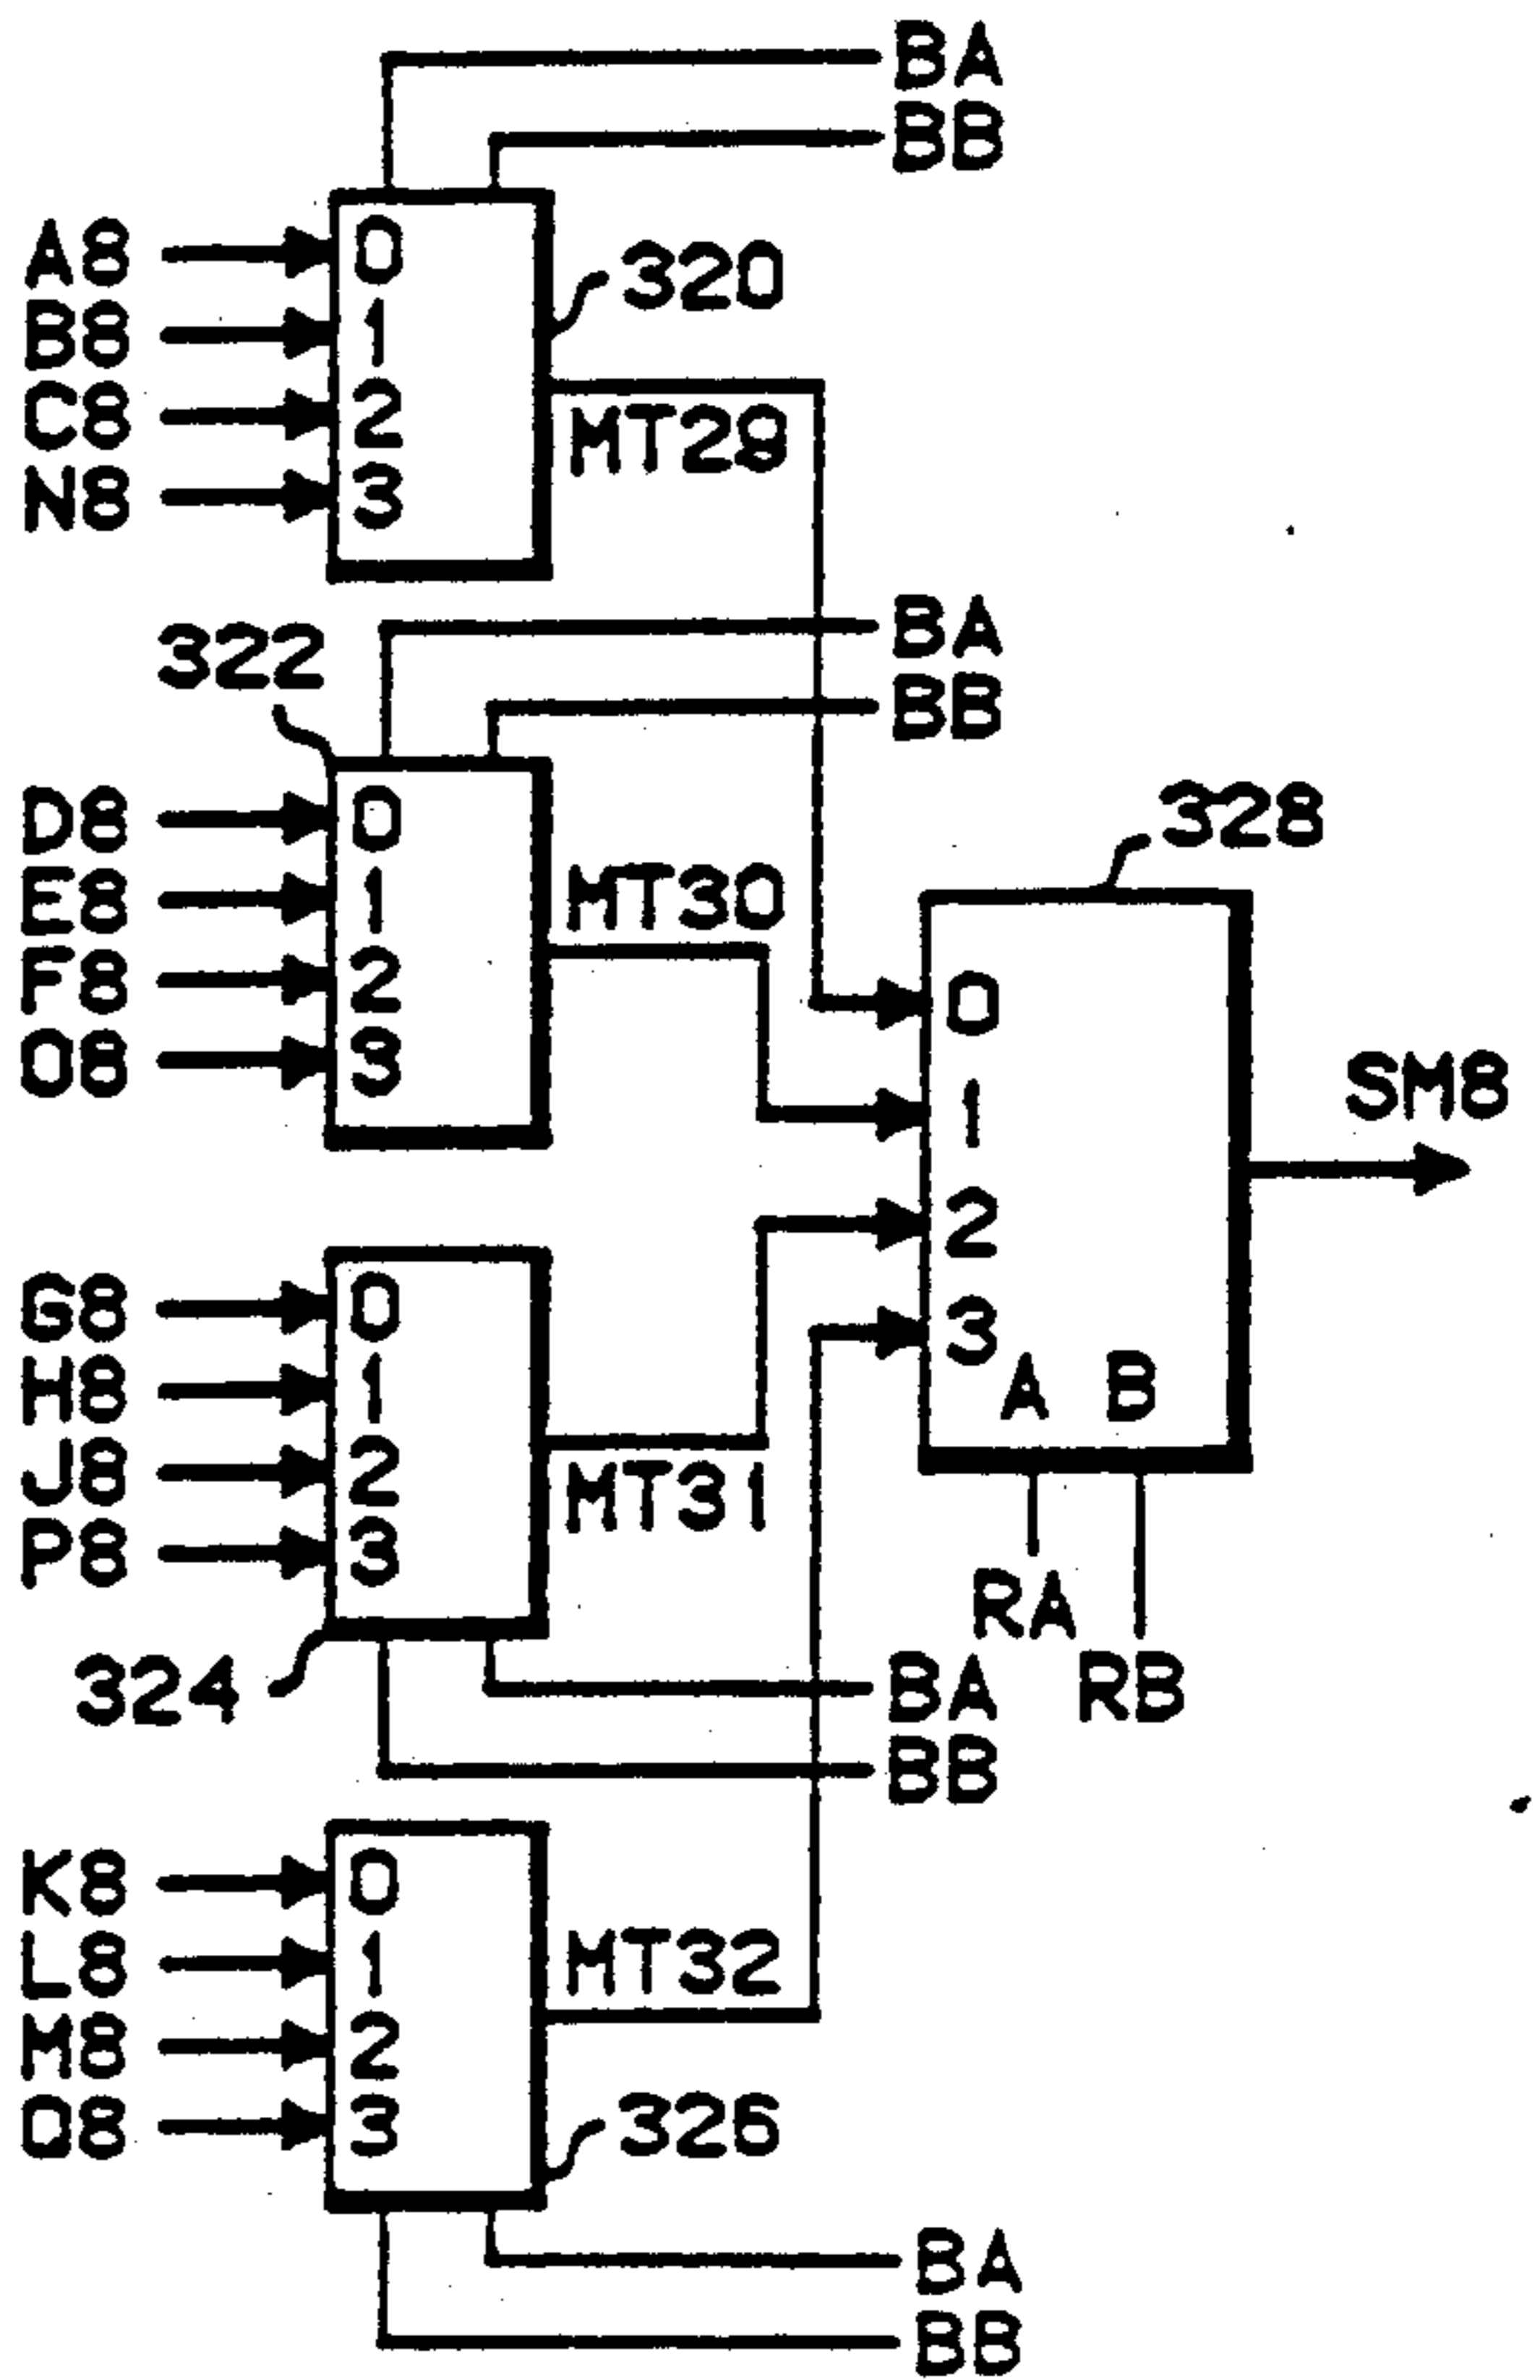 BA
BB
A8 0
B8 1
C8 2
N8 3
320
MT29
322
BA
BB
D8 0
E8 1
F8 2
O8 3
MT30
328
0
1
2
3
A B
SM8
RA
RB
G8 0
H8 1
J8 2
P8 3
MT31
324
BA
BB
K8 0
L8 1
M8 2
Q8 3
MT32
326
BA
BB